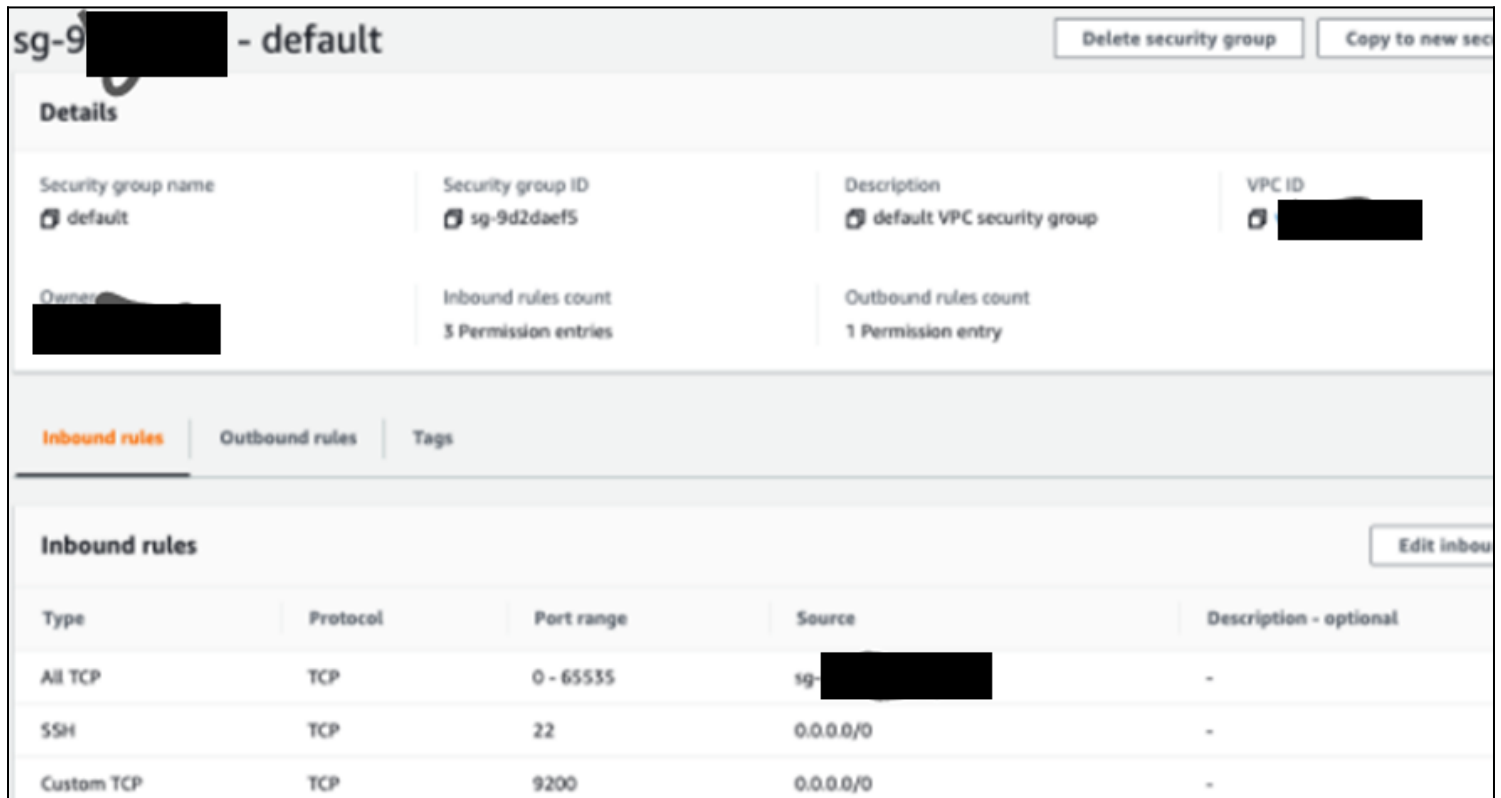 sg-9 - default
Delete security group
Copy to new sec
Details
Security group name
Security group ID
Description
VPC ID
default
sg-9d2daef5
default VPC security group
Owner
Inbound rules count
Outbound rules count
3 Permission entries
1 Permission entry
Inbound rules
Outbound rules
Tags
Inbound rules
Edit inbou
Type Protocol Port range Source Description - optional
All TCP TCP 0 - 65535 sg- -
SSH TCP 22 0.0.0.0/0 -
Custom TCP TCP 9200 0.0.0.0/0 -